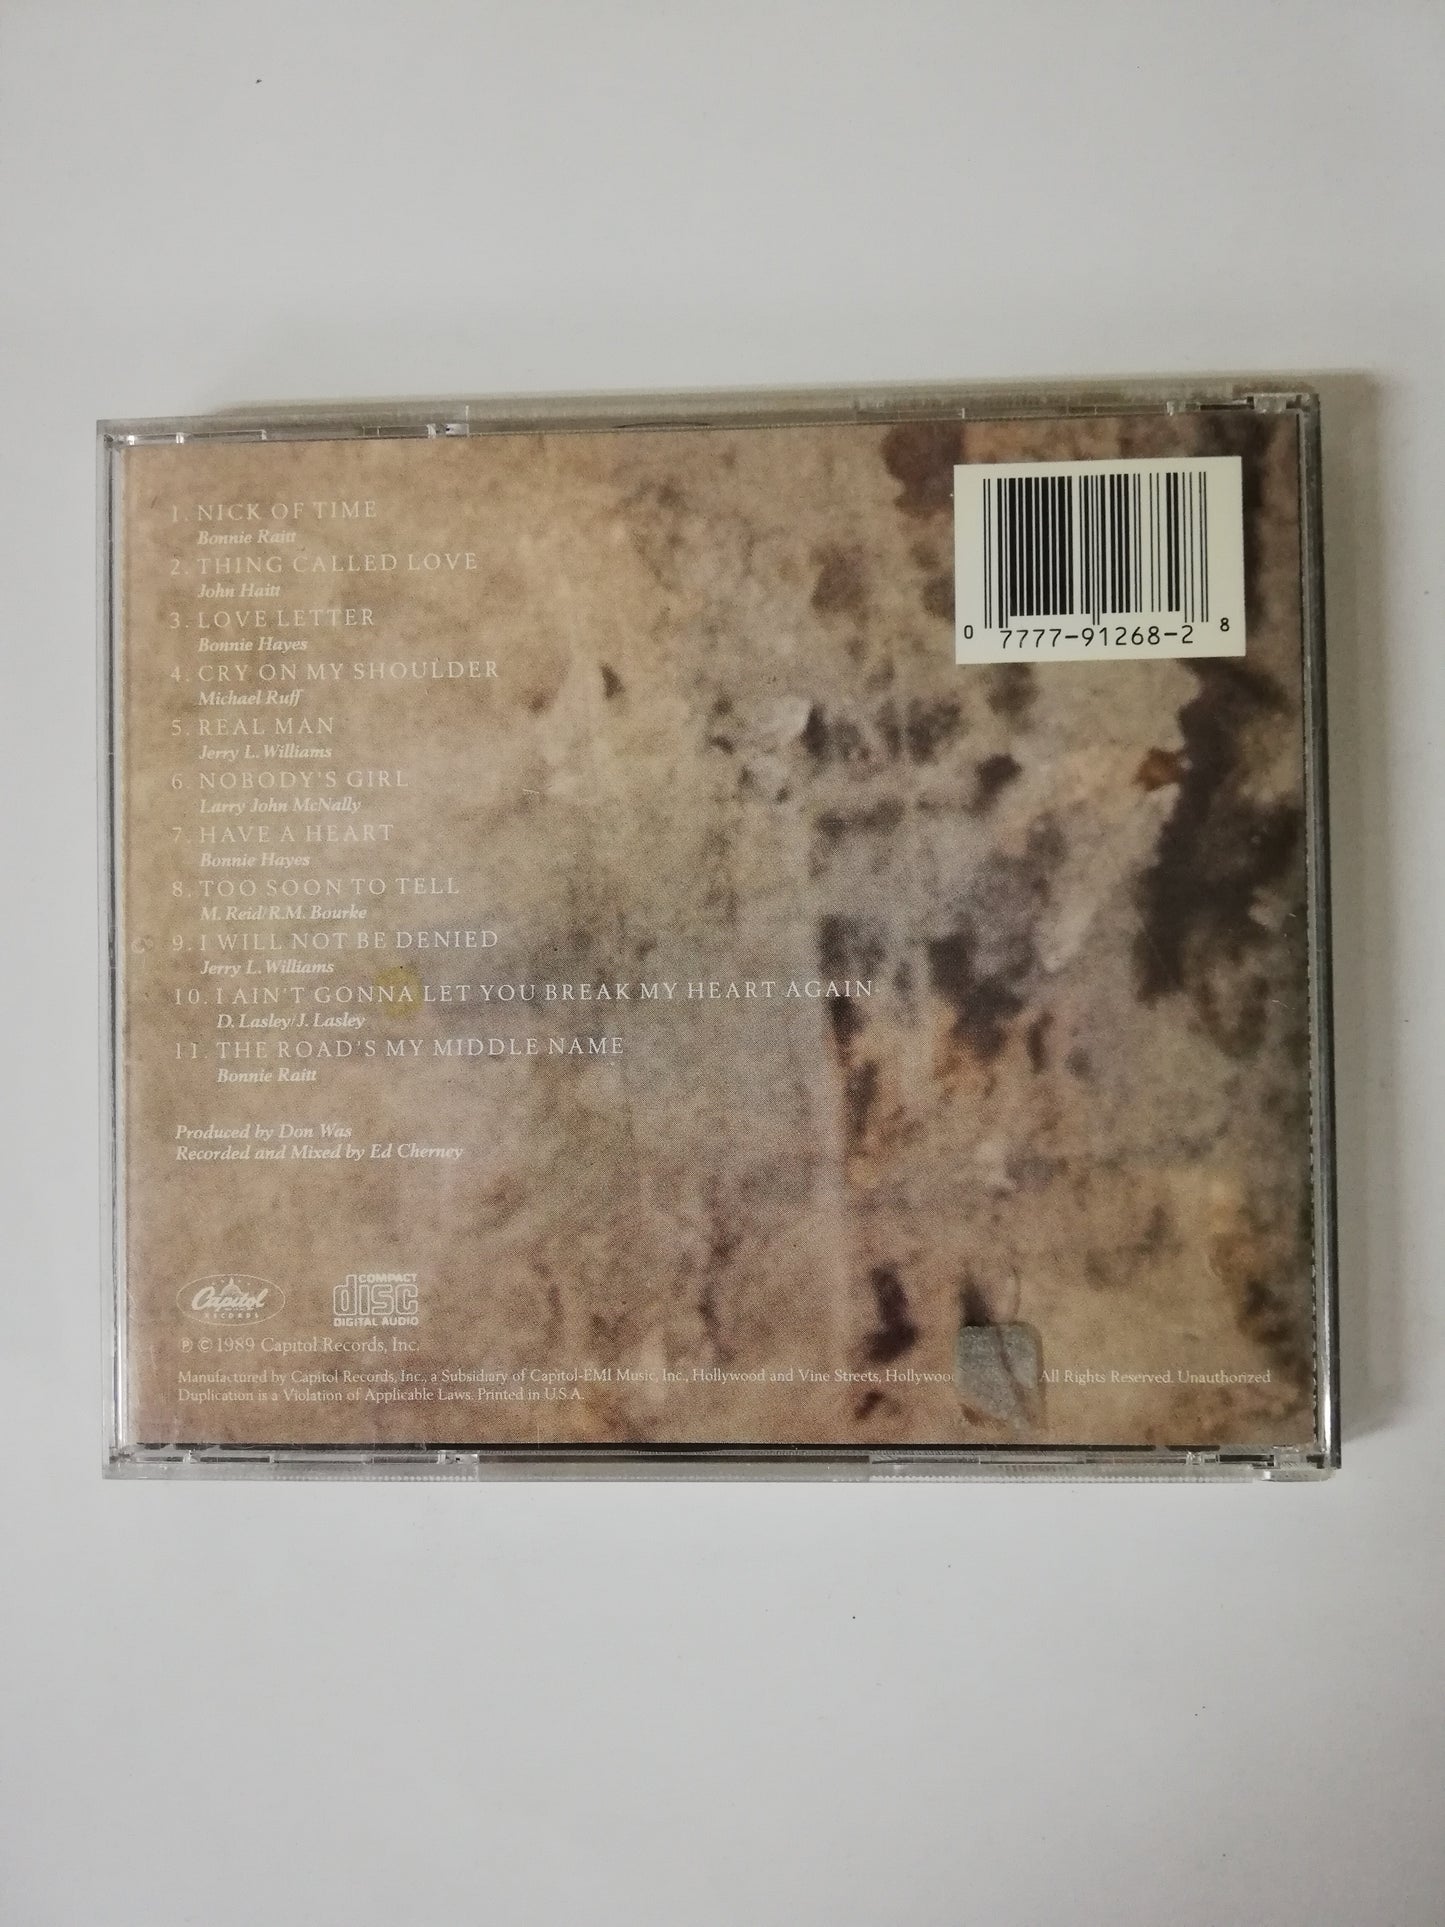 1. NICK OF TIME
Bonnie Raitt
2. THING CALLED LOVE
John Haitt
3. LOVE LETTER
Bonnie Hayes
4. CRY ON MY SHOULDER
Michael Ruff
5. REAL MAN
Jerry L. Williams
6. NOBODY'S GIRL
Larry John McNally
7. HAVE A HEART
Bonnie Hayes
8. TOO SOON TO TELL
M. Reid/R.M. Bourke
9. I WILL NOT BE DENIED
Jerry L. Williams
10. I AIN'T GONNA LET YOU BREAK MY HEART AGAIN
D. Lasley/J. Lasley
11. THE ROAD'S MY MIDDLE NAME
Bonnie Raitt
Produced by Don Was
Recorded and Mixed by Ed Cherney
0 7777-91268-2 8
Capitol
RECORDS
COMPACT
disc
DIGITAL AUDIO
℗ © 1989 Capitol Records, Inc.
Manufactured by Capitol Records, Inc., a Subsidiary of Capitol-EMI Music, Inc., Hollywood and Vine Streets, Hollywoo All Rights Reserved. Unauthorized
Duplication is a Violation of Applicable Laws. Printed in U.S.A.